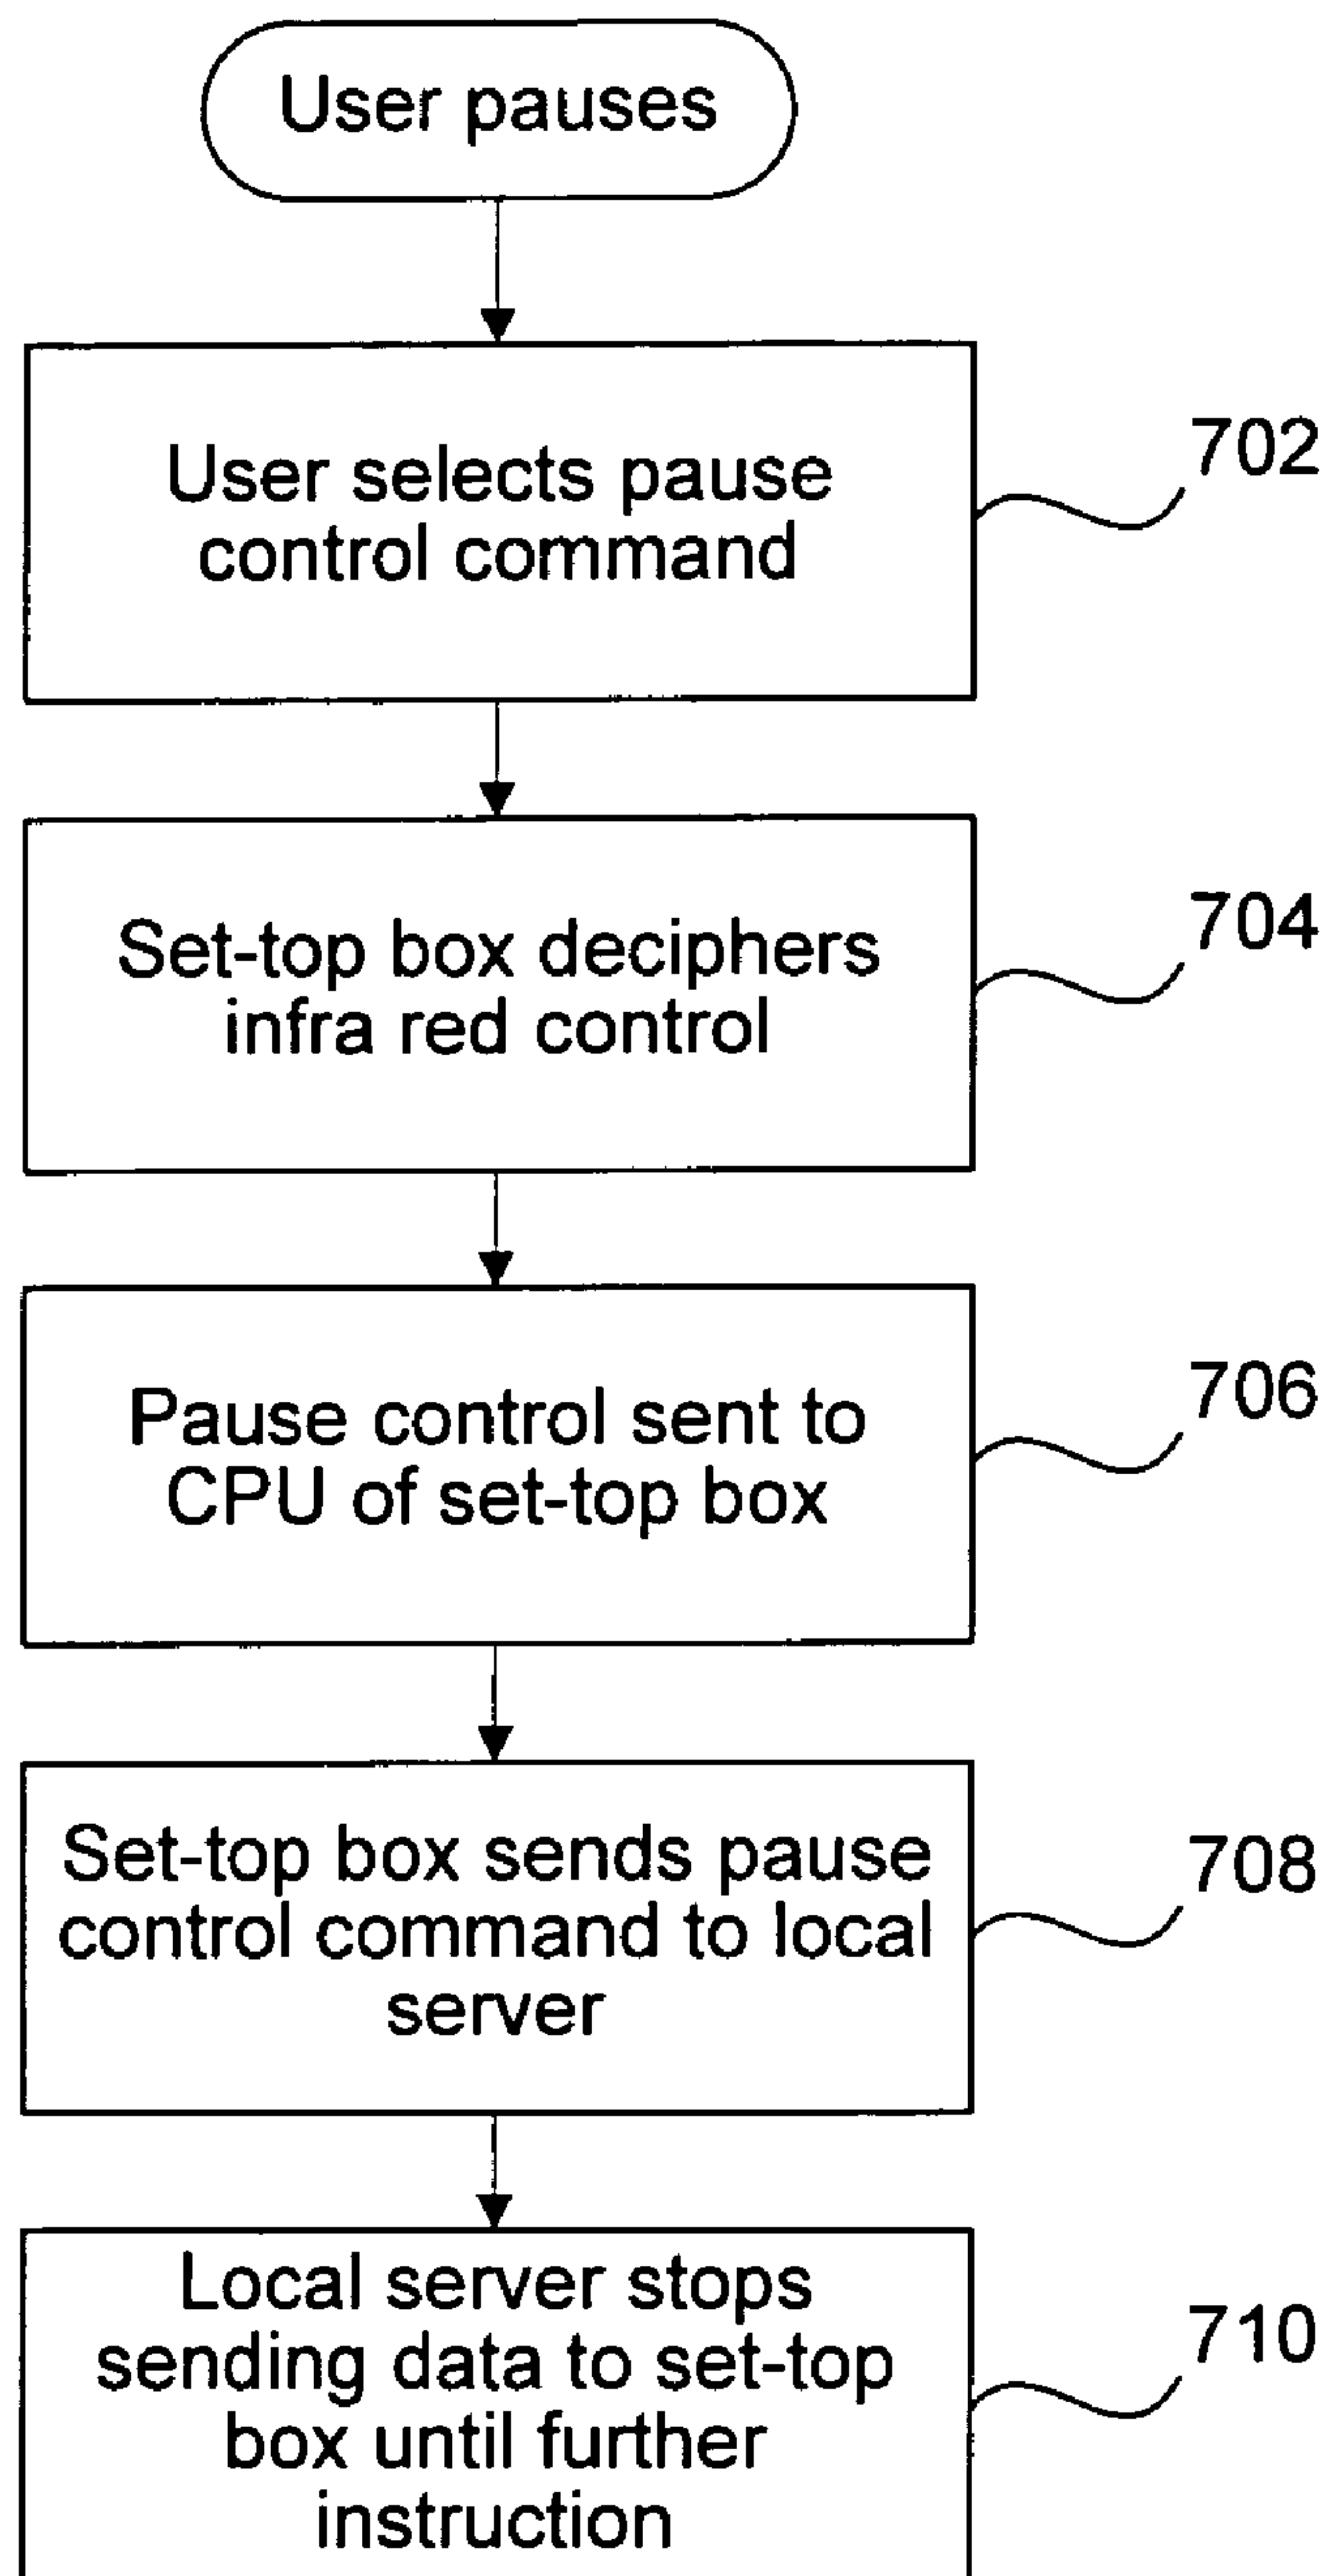 User pauses
User selects pause
control command
702
Set-top box deciphers
infra red control
704
Pause control sent to
CPU of set-top box
706
Set-top box sends pause
control command to local
server
708
Local server stops
sending data to set-top
box until further
instruction
710